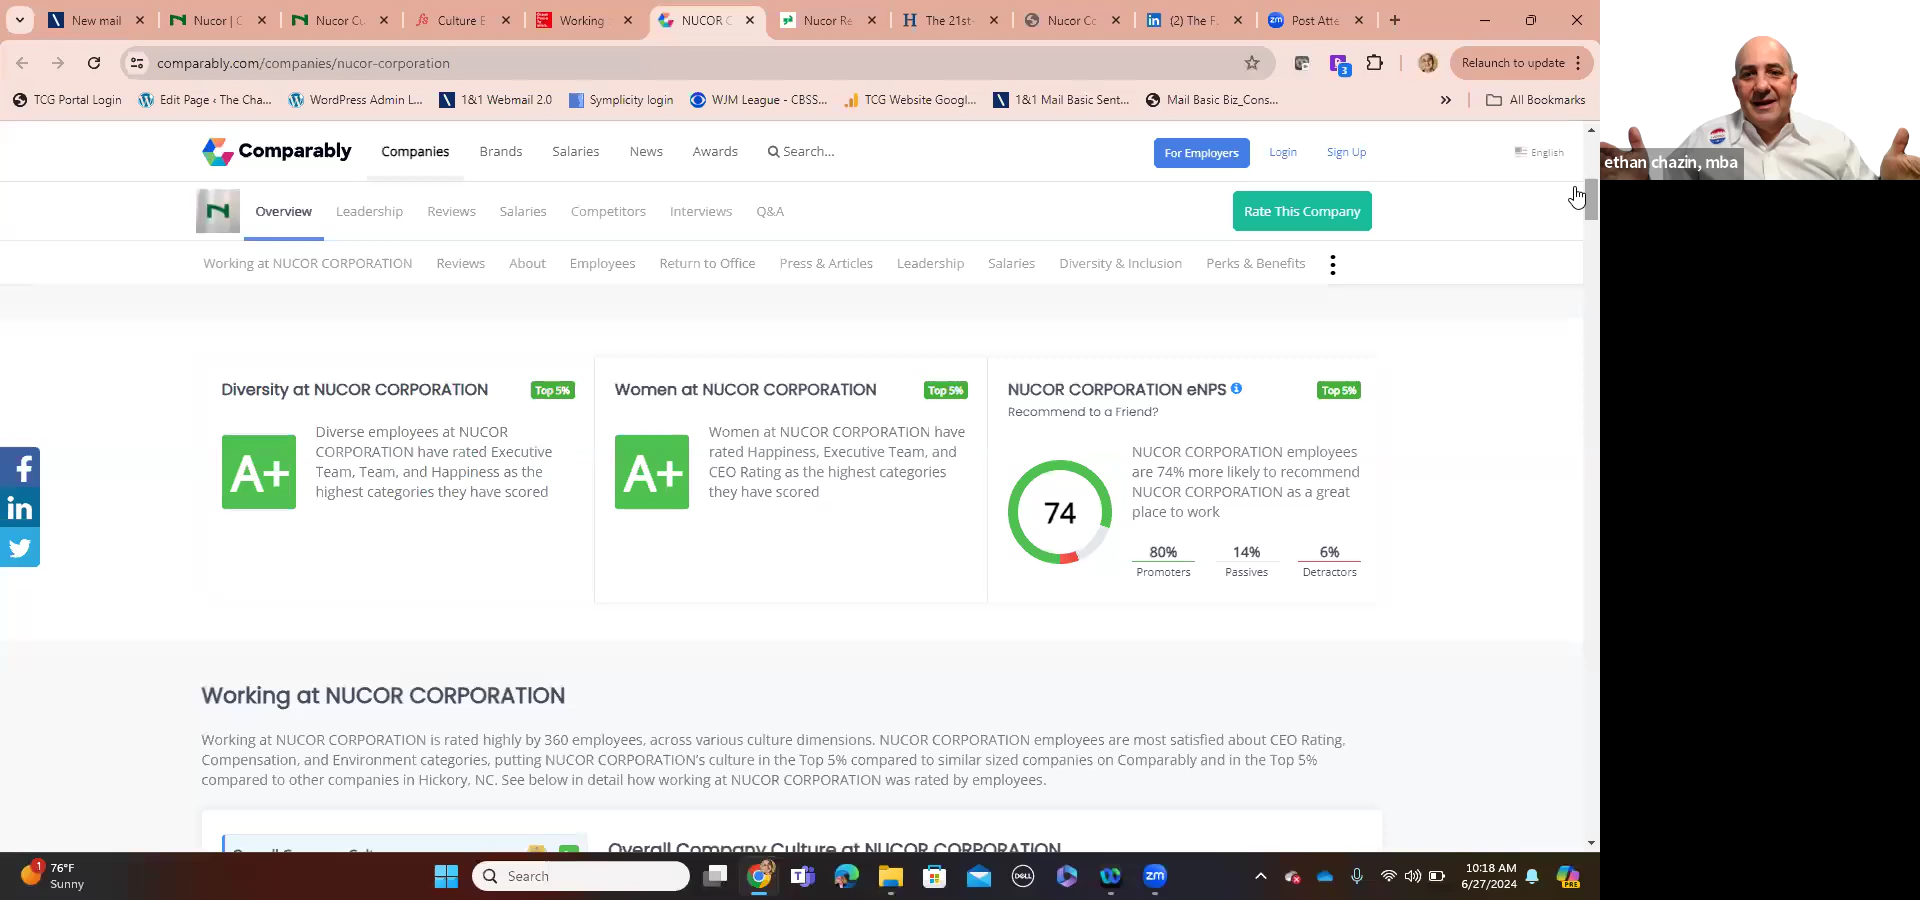 New mail
Nucor | C
Nucor Cu
Culture E
Working
NUCOR C
Nucor Re
The 21st-
Nucor Co
(2) The F
Post Atte
comparably.com/companies/nucor-corporation
3
Relaunch to update
TCG Portal Login
Edit Page ‹ The Cha...
WordPress Admin L...
1&1 Webmail 2.0
Symplicity login
WJM League - CBSS...
TCG Website Googl...
1&1 Mail Basic Sent...
Mail Basic Biz_Cons...
All Bookmarks
Comparably
Companies
Brands
Salaries
News
Awards
Search...
For Employers
Login
Sign Up
English
ethan chazin, mba
Overview
Leadership
Reviews
Salaries
Competitors
Interviews
Q&A
Rate This Company
Working at NUCOR CORPORATION
Reviews
About
Employees
Return to Office
Press & Articles
Leadership
Salaries
Diversity & Inclusion
Perks & Benefits
Diversity at NUCOR CORPORATION
Top 5%
A+
Diverse employees at NUCOR
CORPORATION have rated Executive
Team, Team, and Happiness as the
highest categories they have scored
Women at NUCOR CORPORATION
Top 5%
A+
Women at NUCOR CORPORATION have
rated Happiness, Executive Team, and
CEO Rating as the highest categories
they have scored
NUCOR CORPORATION eNPS
Top 5%
Recommend to a Friend?
74
NUCOR CORPORATION employees
are 74% more likely to recommend
NUCOR CORPORATION as a great
place to work
80%
Promoters
14%
Passives
6%
Detractors
Working at NUCOR CORPORATION
Working at NUCOR CORPORATION is rated highly by 360 employees, across various culture dimensions. NUCOR CORPORATION employees are most satisfied about CEO Rating,
Compensation, and Environment categories, putting NUCOR CORPORATION's culture in the Top 5% compared to similar sized companies on Comparably and in the Top 5%
compared to other companies in Hickory, NC. See below in detail how working at NUCOR CORPORATION was rated by employees.
Overall Company Culture at NUCOR CORPORATION
1
76°F
Sunny
Search
DELL
zm
10:18 AM
6/27/2024
PRE